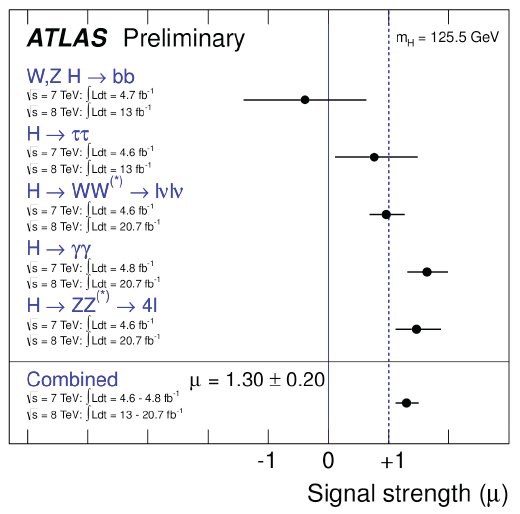 ATLAS Preliminary
m_H = 125.5 GeV
W,Z H → bb
√s = 7 TeV: ∫Ldt = 4.7 fb⁻¹
√s = 8 TeV: ∫Ldt = 13 fb⁻¹
H → ττ
√s = 7 TeV: ∫Ldt = 4.6 fb⁻¹
√s = 8 TeV: ∫Ldt = 13 fb⁻¹
H → WW⁽*⁾ → lνlν
√s = 7 TeV: ∫Ldt = 4.6 fb⁻¹
√s = 8 TeV: ∫Ldt = 20.7 fb⁻¹
H → γγ
√s = 7 TeV: ∫Ldt = 4.8 fb⁻¹
√s = 8 TeV: ∫Ldt = 20.7 fb⁻¹
H → ZZ⁽*⁾ → 4l
√s = 7 TeV: ∫Ldt = 4.6 fb⁻¹
√s = 8 TeV: ∫Ldt = 20.7 fb⁻¹
Combined
μ = 1.30 ± 0.20
√s = 7 TeV: ∫Ldt = 4.6 - 4.8 fb⁻¹
√s = 8 TeV: ∫Ldt = 13 - 20.7 fb⁻¹
-1 0 +1
Signal strength (μ)